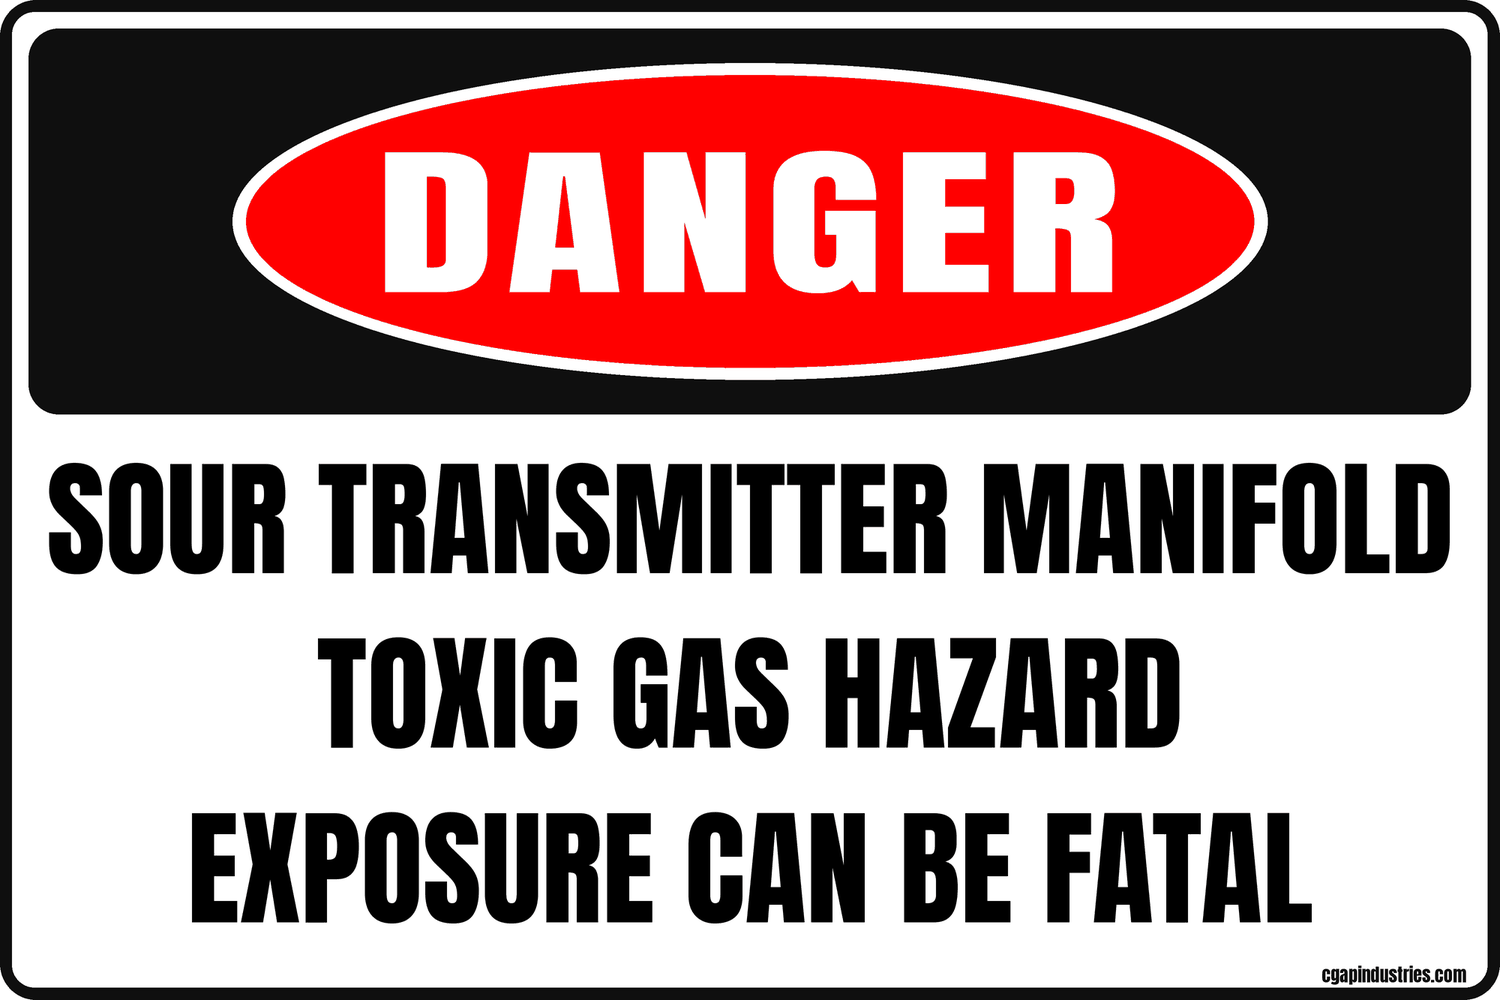 DANGER
SOUR TRANSMITTER MANIFOLD
TOXIC GAS HAZARD
EXPOSURE CAN BE FATAL
cgapindustries.com